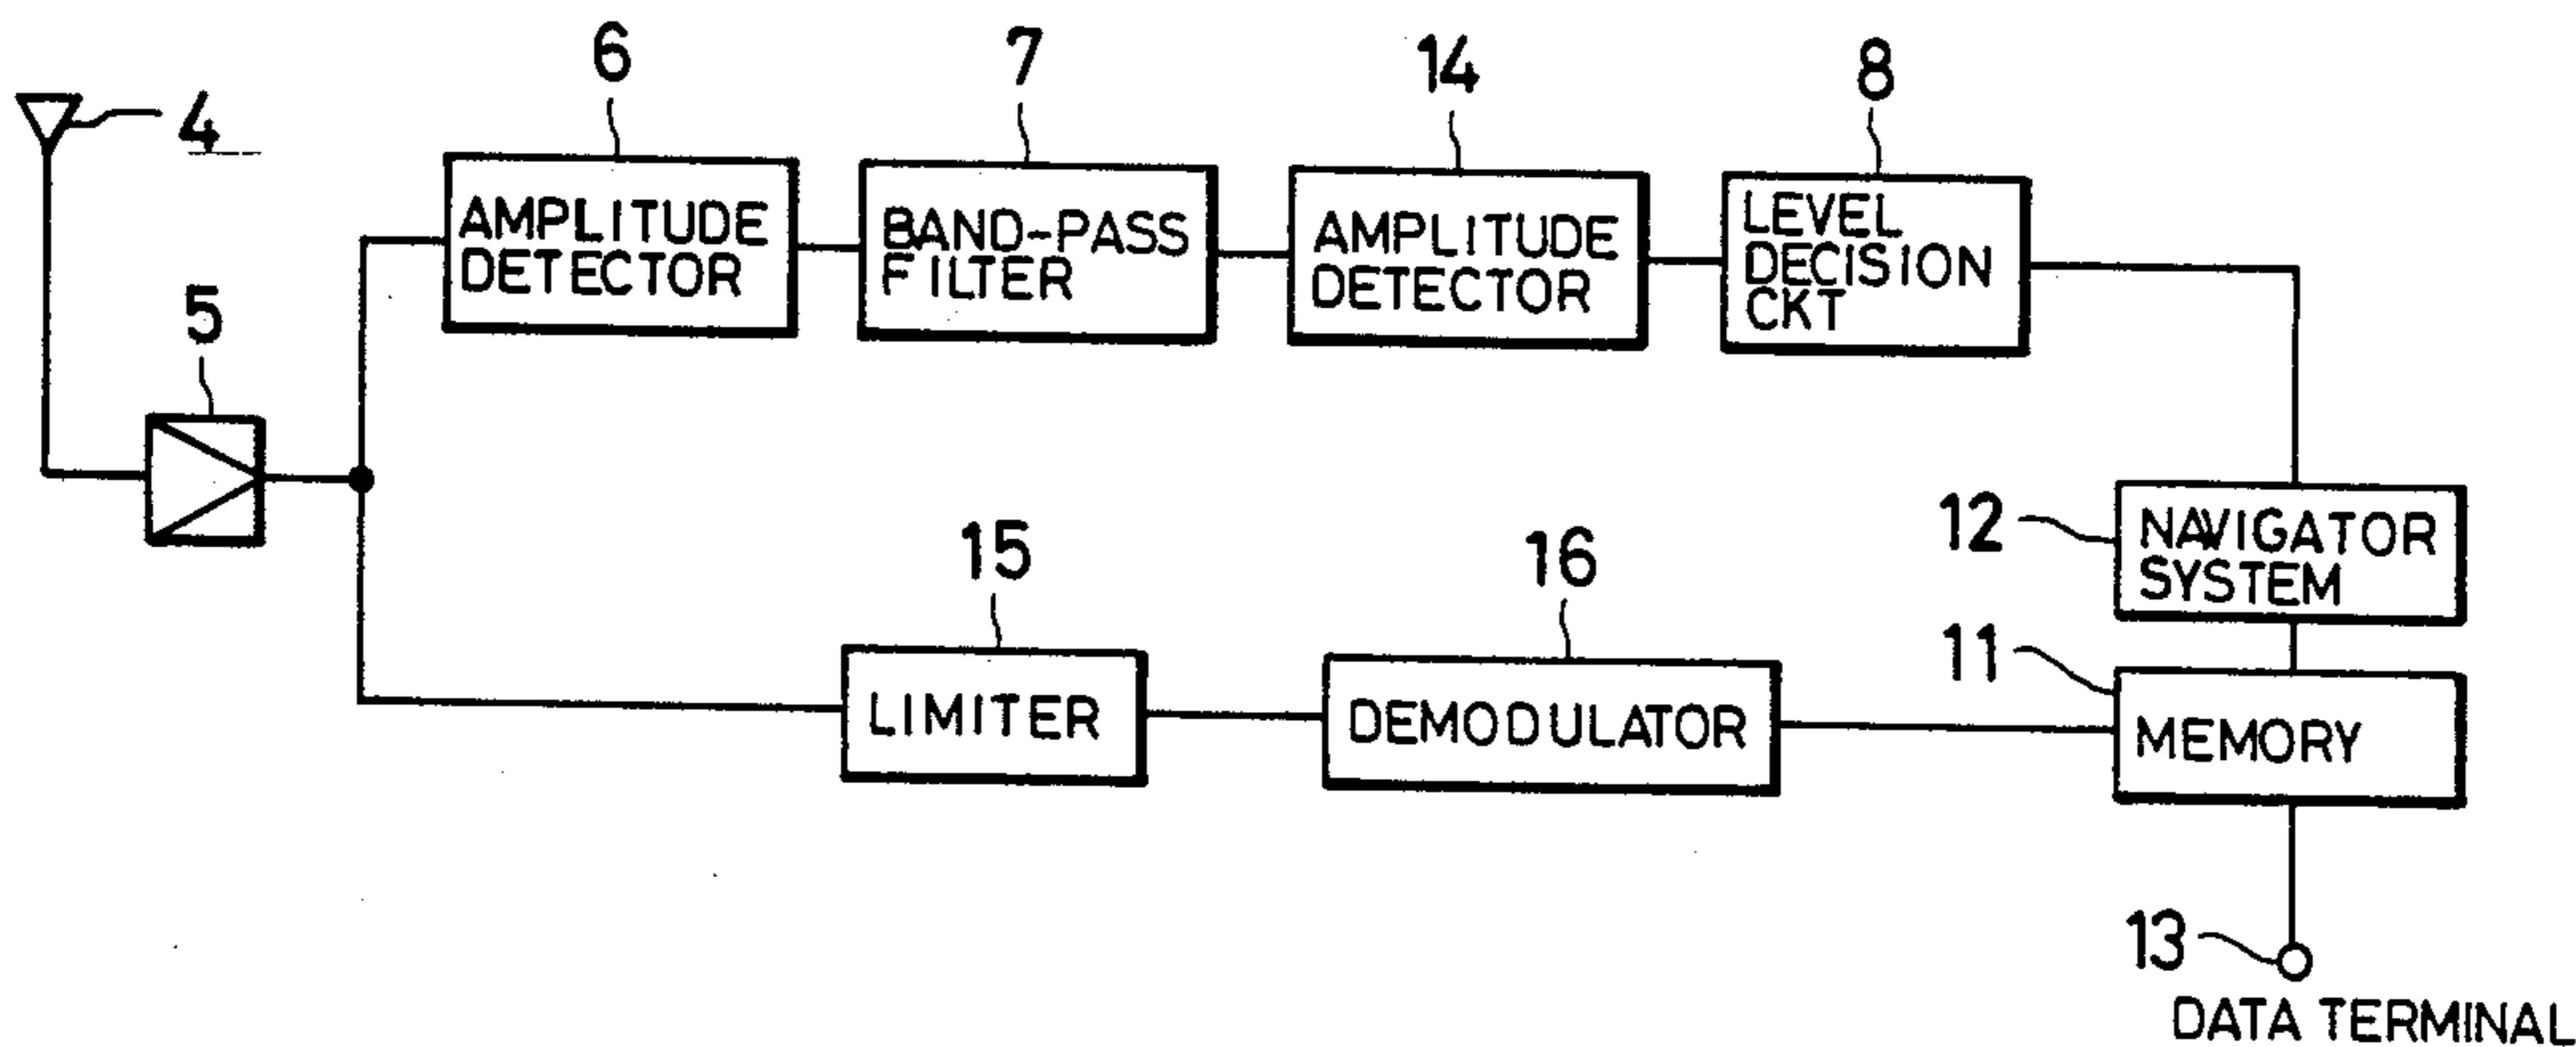 6
7
14
8
4
AMPLITUDE
DETECTOR
BAND-PASS
FILTER
AMPLITUDE
DETECTOR
LEVEL
DECISION
CKT
5
12
NAVIGATOR
SYSTEM
15
16
11
LIMITER
DEMODULATOR
MEMORY
13
DATA TERMINAL